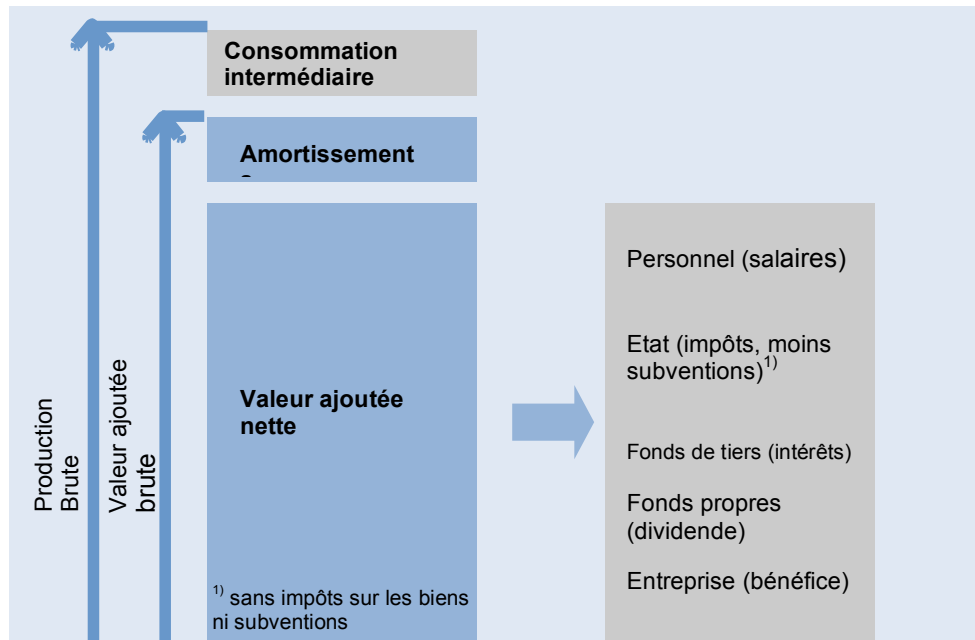 Consommation
intermédiaire
Amortissement
Valeur ajoutée
nette
1) sans impôts sur les biens
ni subventions
Production
Brute
Valeur ajoutée
brute
Personnel (salaires)
Etat (impôts, moins
subventions)1)
Fonds de tiers (intérêts)
Fonds propres
(dividende)
Entreprise (bénéfice)